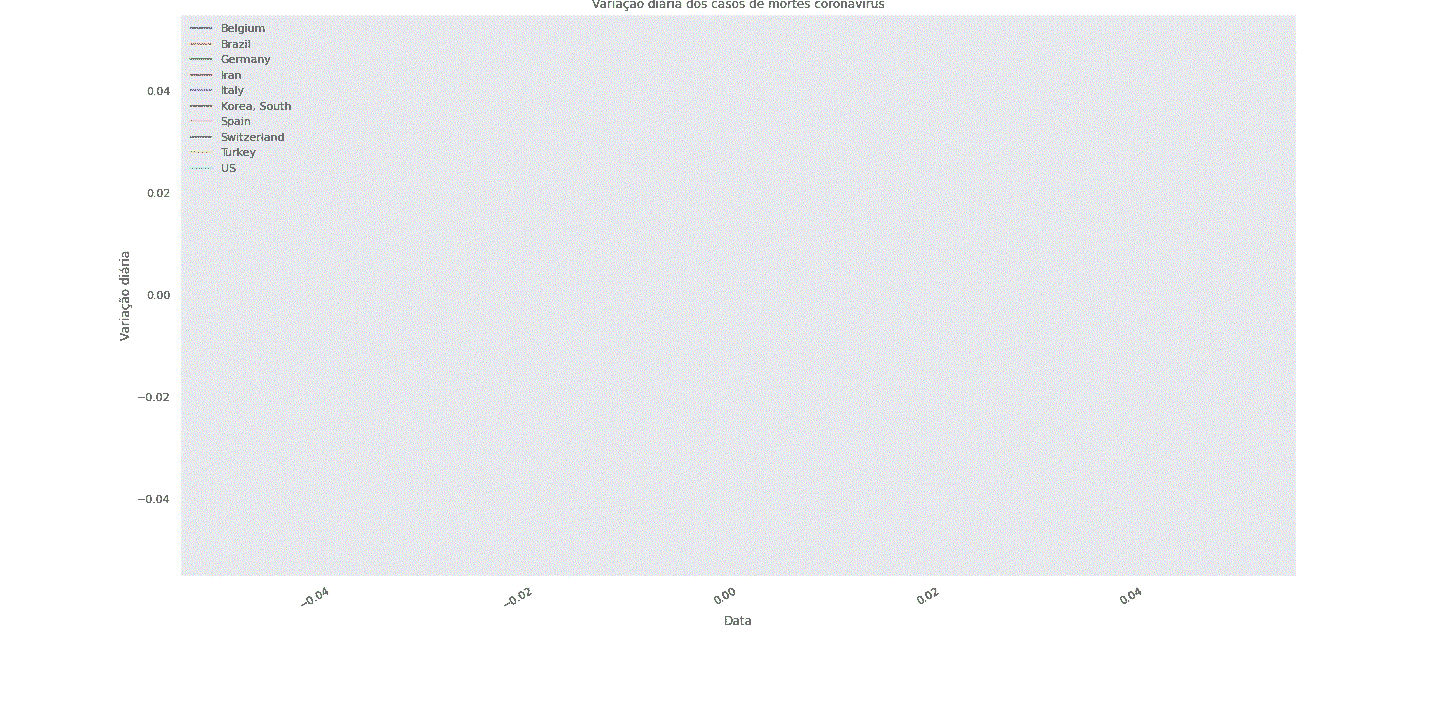 Variação diária dos casos de mortes coronavírus
Belgium
Brazil
Germany
Iran
Italy
Korea, South
Spain
Switzerland
Turkey
US
0.04
0.02
0.00
−0.02
−0.04
Variação diária
−0.04 −0.02 0.00 0.02 0.04
Data